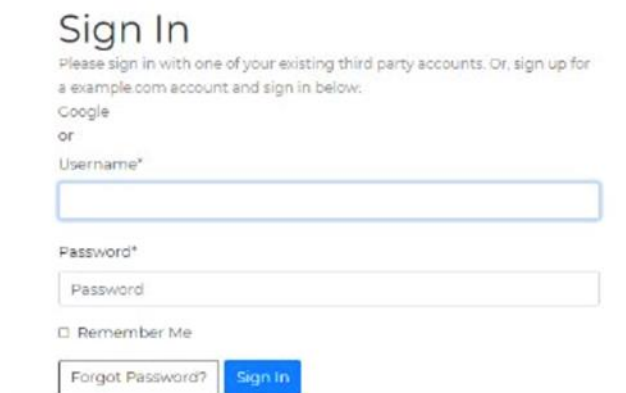 Sign In
Please sign in with one of your existing third party accounts. Or, sign up for
a example.com account and sign in below:
Google
or
Username*
Password*
Password
Remember Me
Forgot Password? Sign In